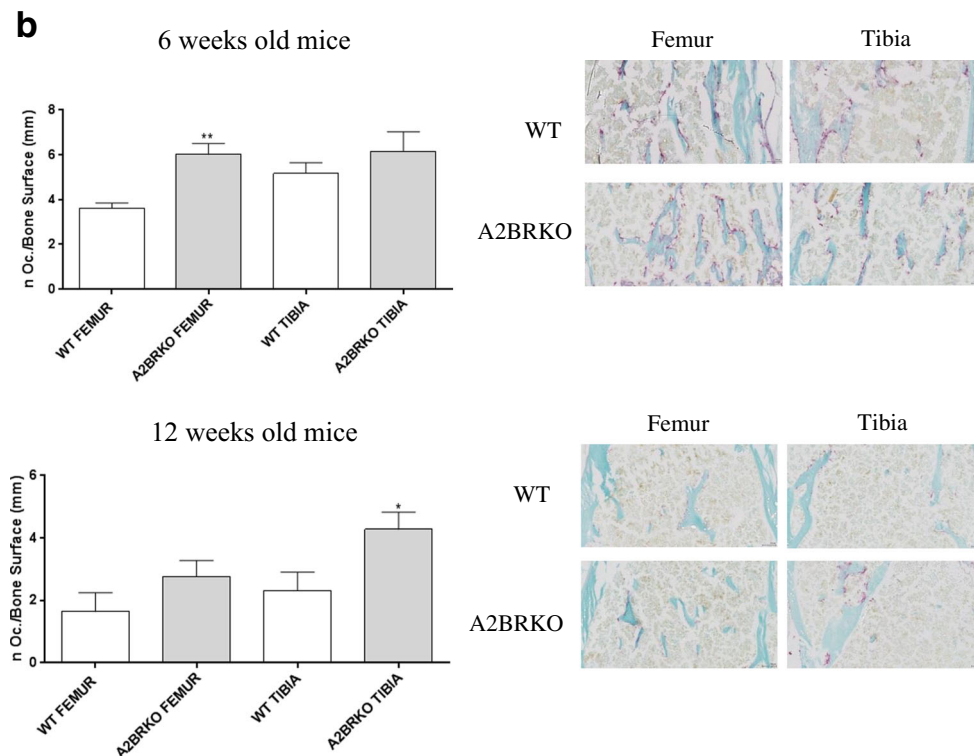 b
6 weeks old mice
n Oc./Bone Surface (mm)
8
6
4
2
0
**
WT FEMUR
A2BRKO FEMUR
WT TIBIA
A2BRKO TIBIA
Femur
Tibia
WT
A2BRKO
12 weeks old mice
n Oc./Bone Surface (mm)
6
4
2
0
*
WT FEMUR
A2BRKO FEMUR
WT TIBIA
A2BRKO TIBIA
Femur
Tibia
WT
A2BRKO